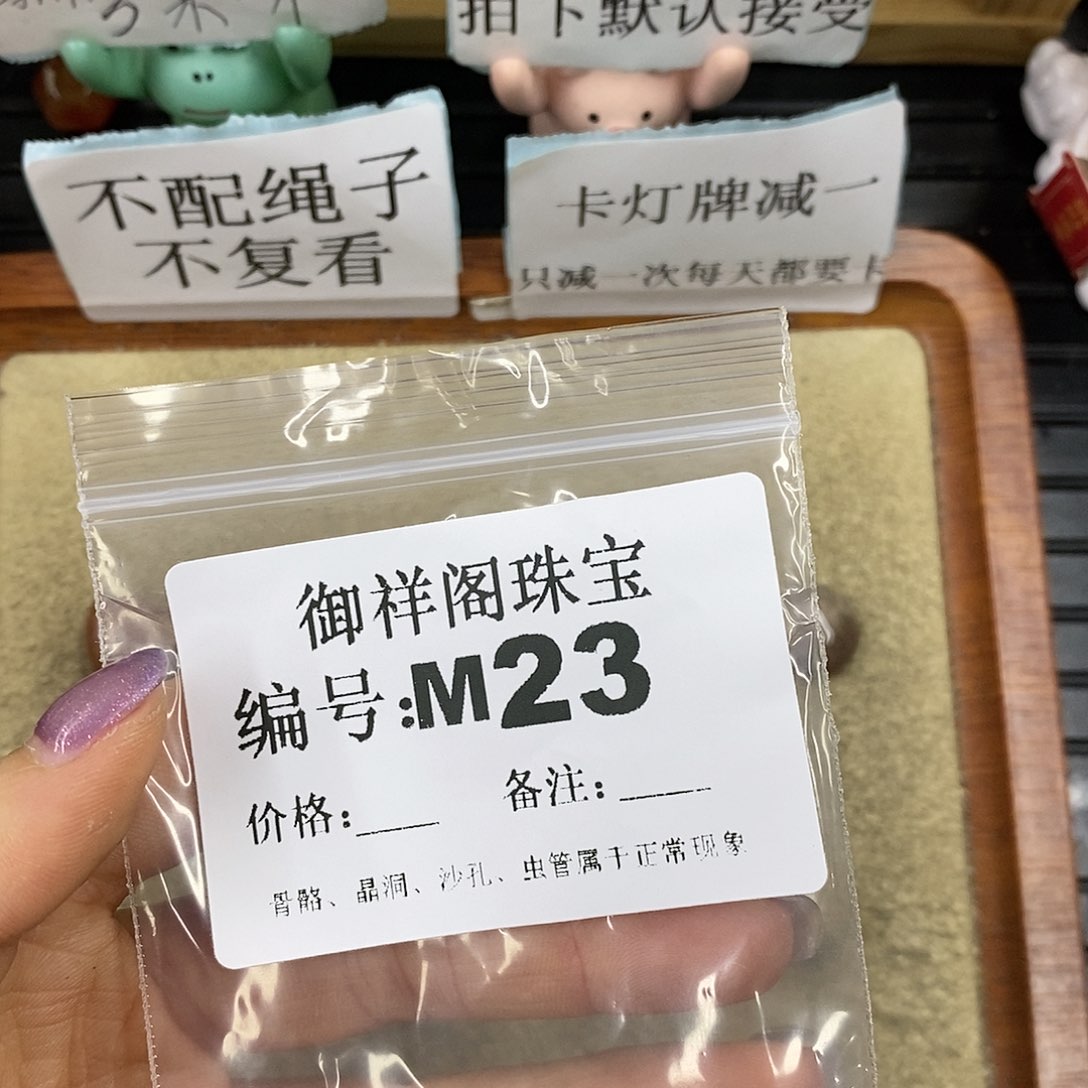 拍下默认接受
不配绳子
不复看
卡灯牌减一
只减一次每天都要卡
御祥阁珠宝
编号:M23
价格:___
备注:____
骨骼、晶洞、沙孔、虫管属于正常现象